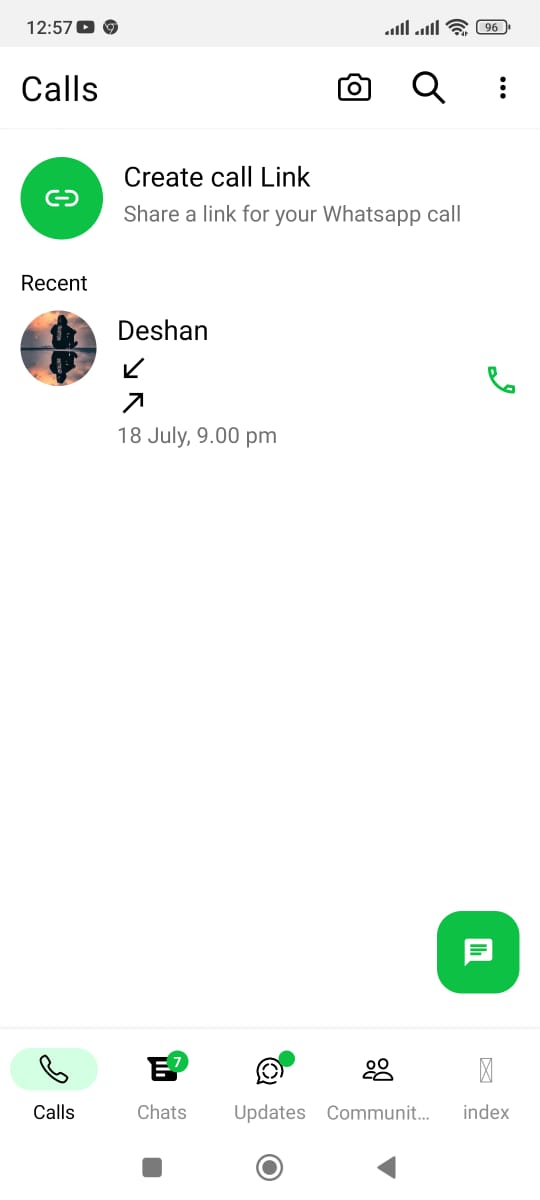 12:57
96
Calls
Create call Link
Share a link for your Whatsapp call
Recent
Deshan
18 July, 9.00 pm
7
Calls
Chats
Updates
Communit...
index